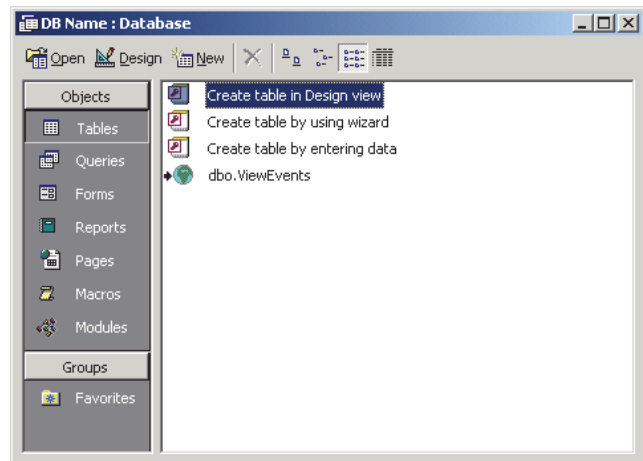 DB Name : Database
Open Design New
Objects
Tables
Queries
Forms
Reports
Pages
Macros
Modules
Groups
Favorites
Create table in Design view
Create table by using wizard
Create table by entering data
dbo.ViewEvents